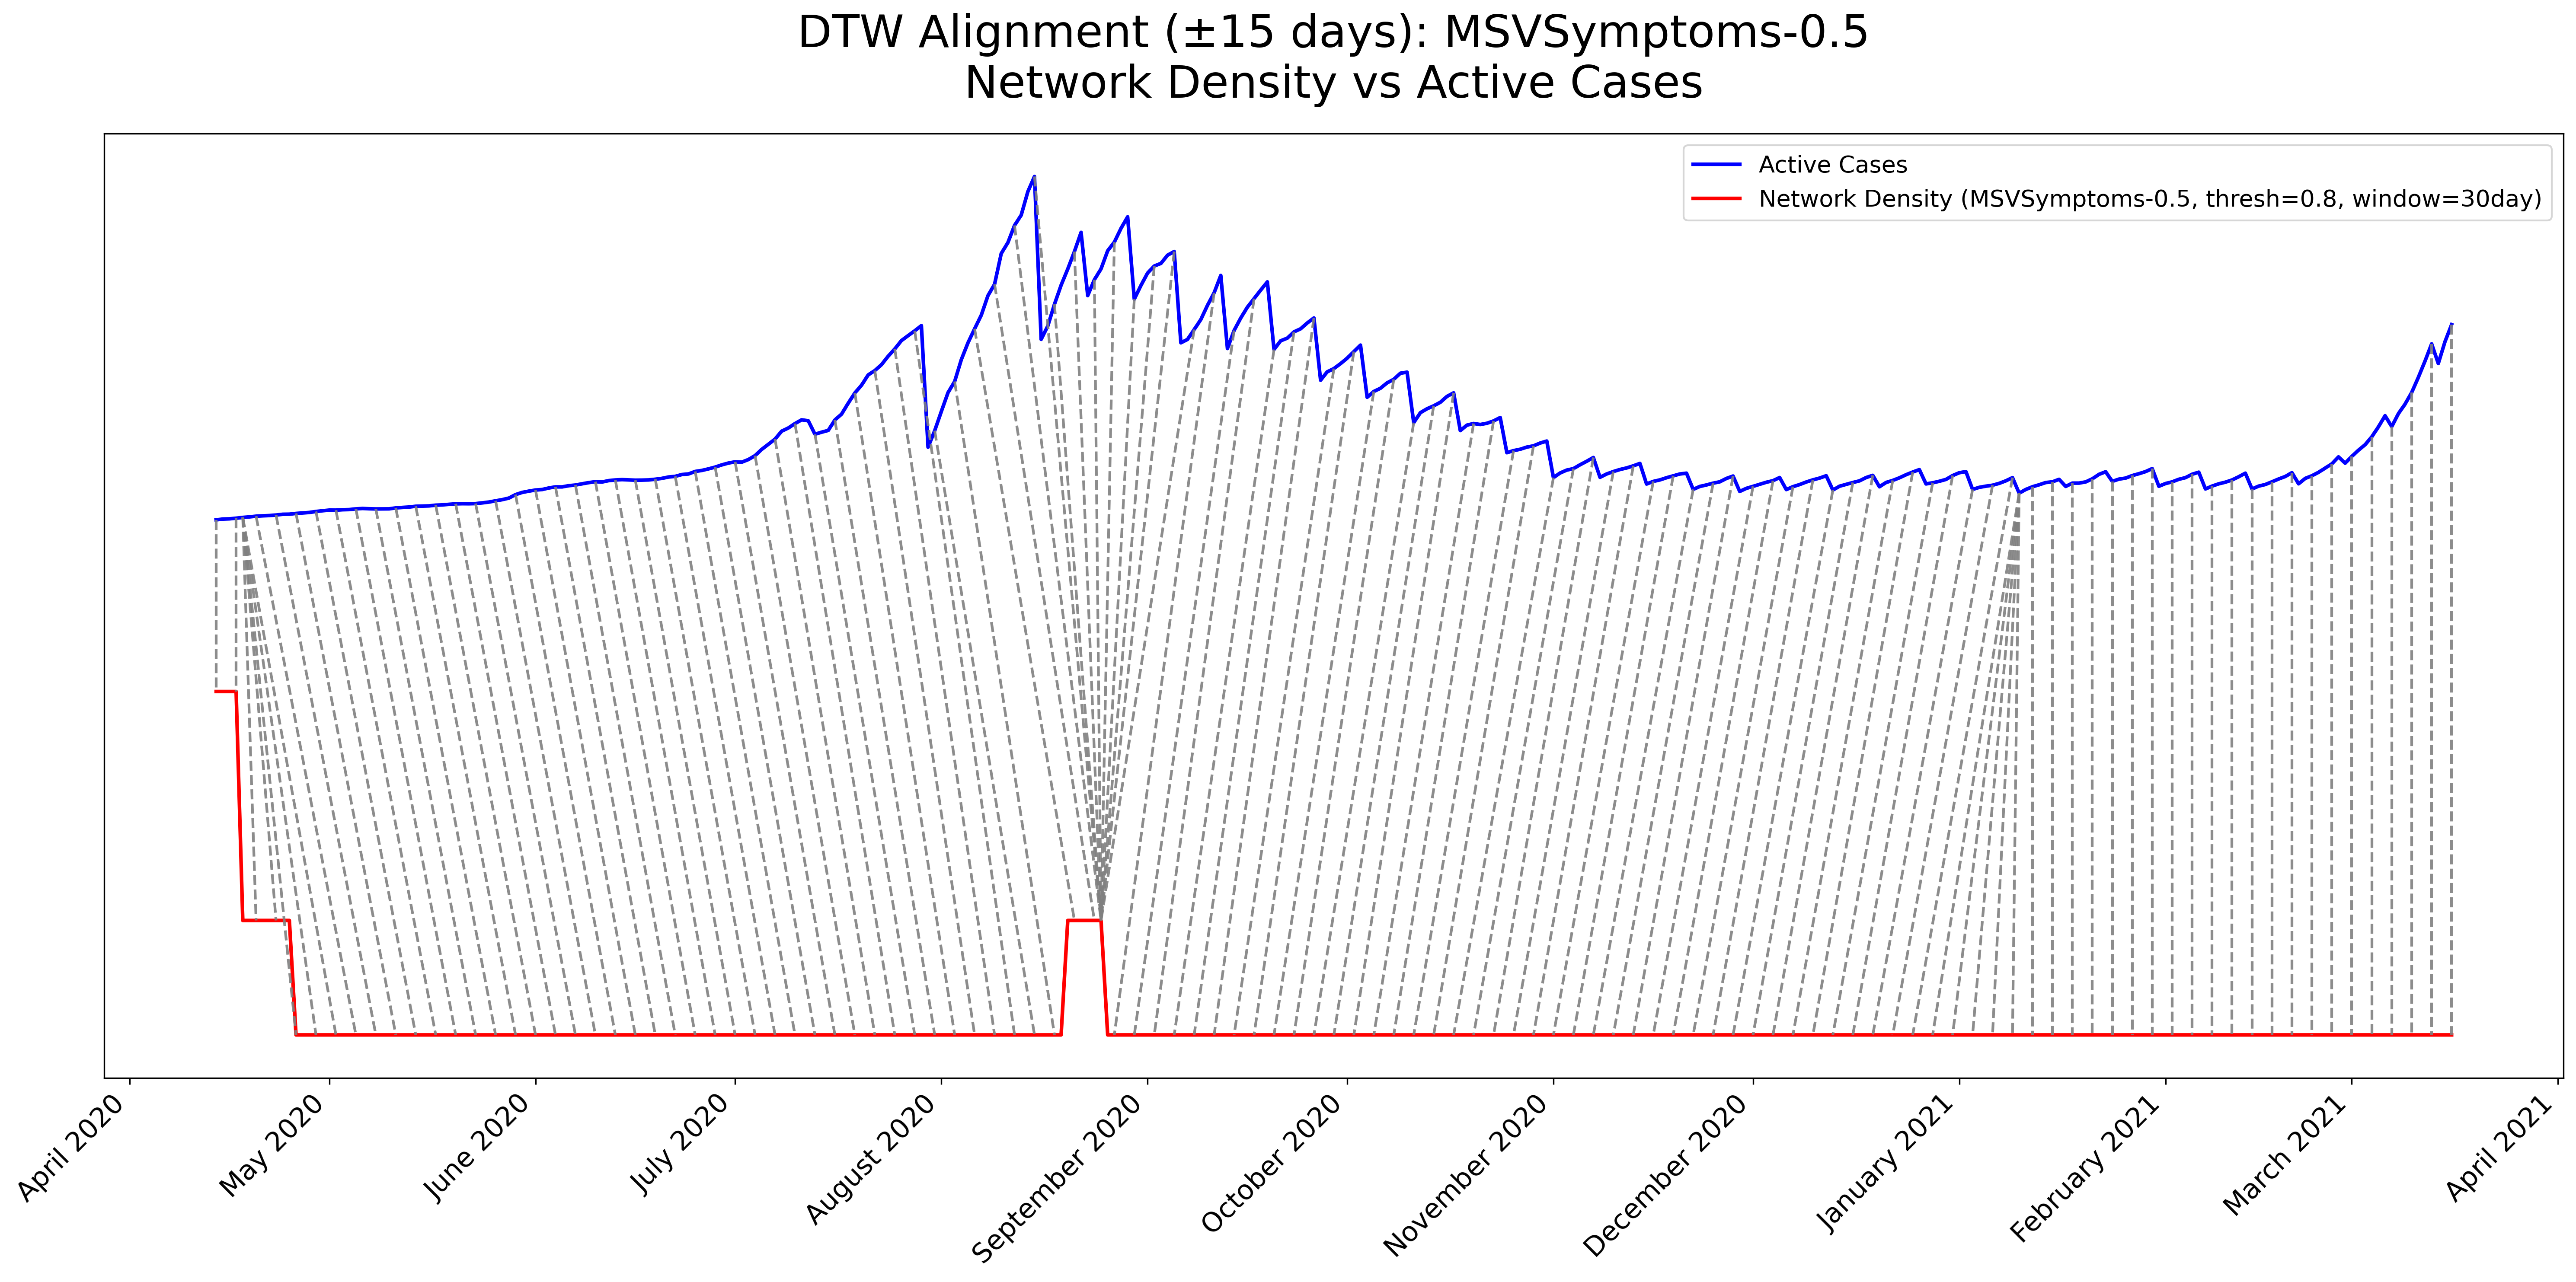 DTW Alignment (±15 days): MSVSymptoms-0.5
Network Density vs Active Cases
Active Cases
Network Density (MSVSymptoms-0.5, thresh=0.8, window=30day)
April 2020
May 2020
June 2020
July 2020
August 2020
September 2020
October 2020
November 2020
December 2020
January 2021
February 2021
March 2021
April 2021